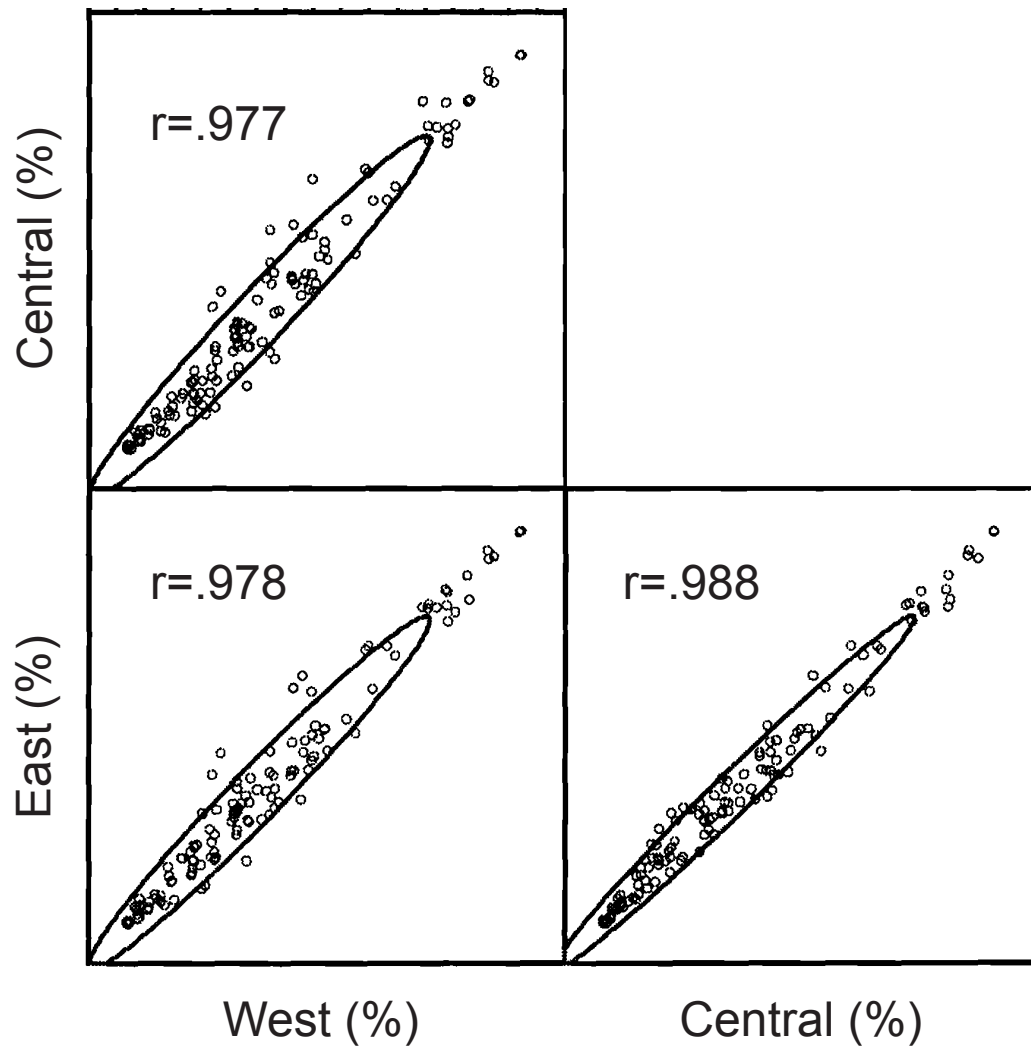 r=.977
Central (%)
r=.978
r=.988
East (%)
West (%)
Central (%)